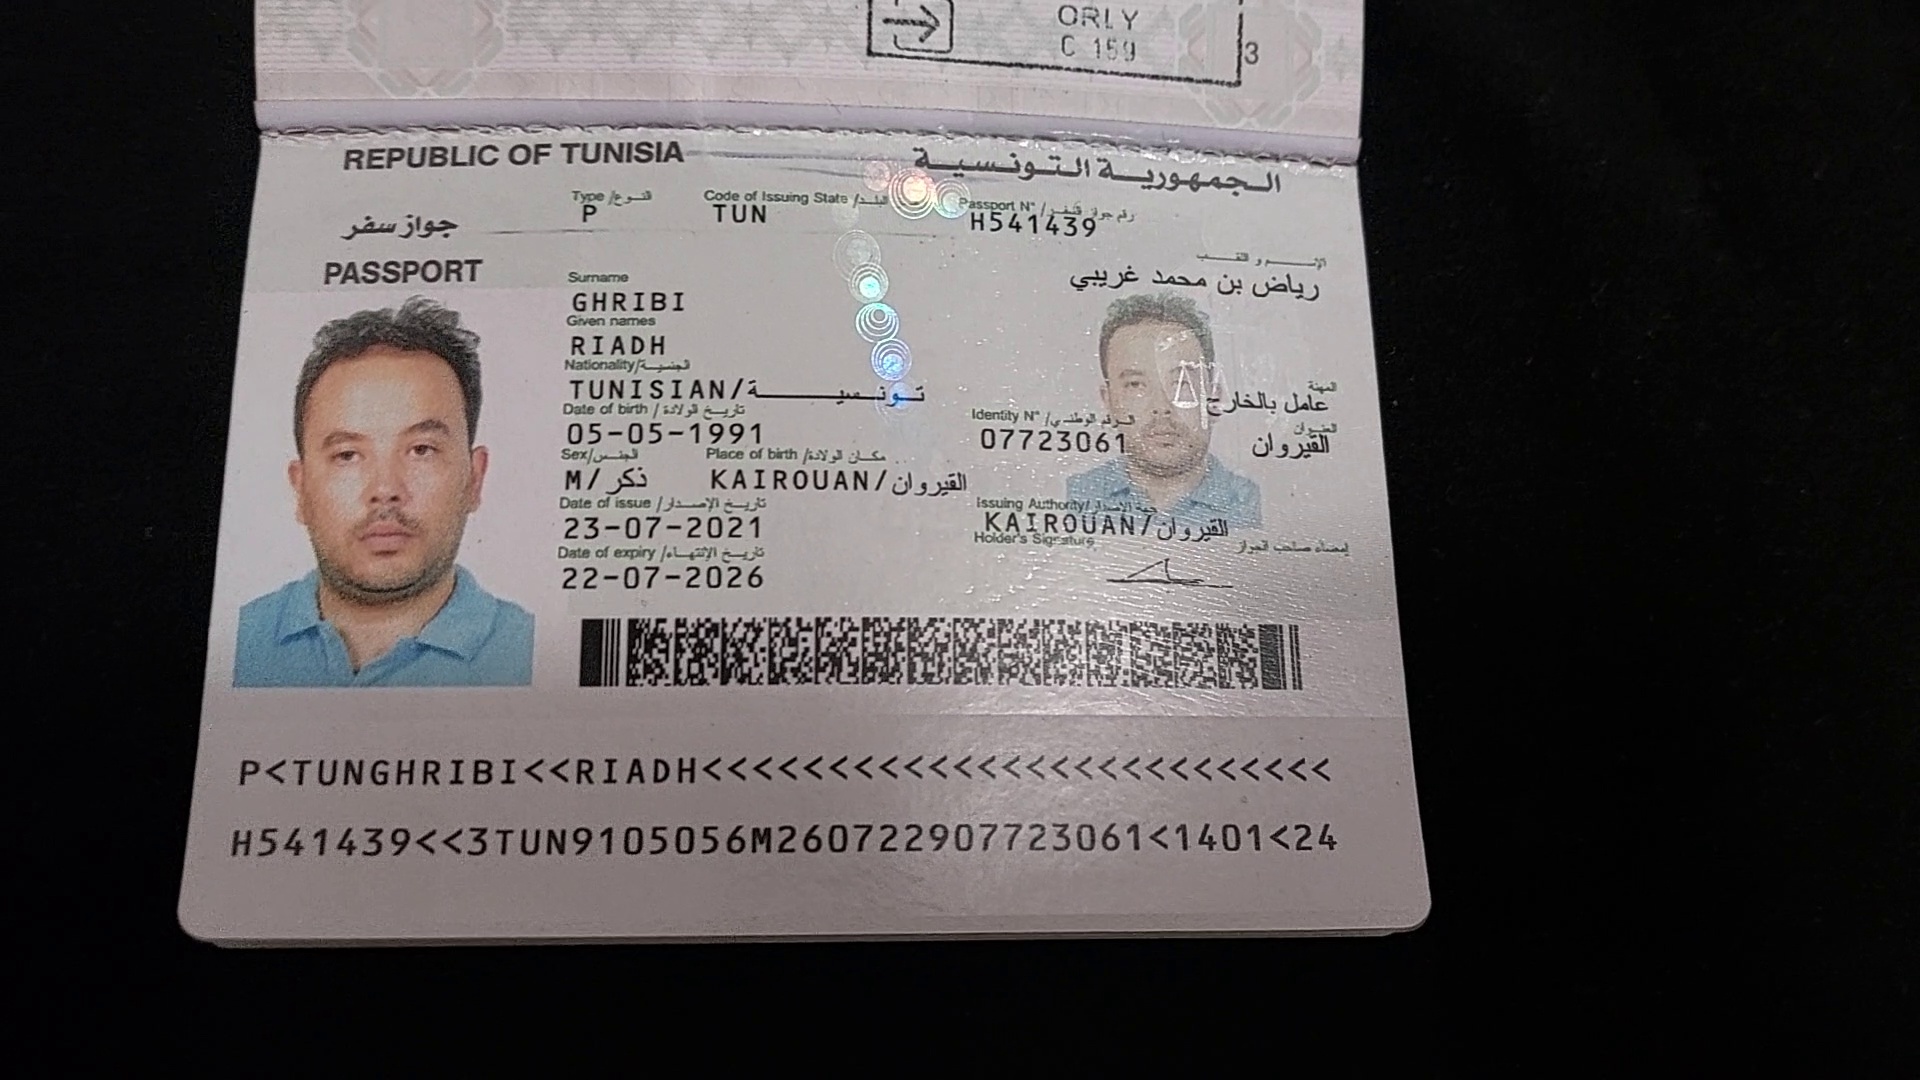 ORLY
C 159
3
REPUBLIC OF TUNISIA الجمهورية التونسية
جواز سفر
PASSPORT
Type / النوع
P
Code of Issuing State / البلد
TUN
Passport N° / رقم جواز السفر
H541439
الإسم و اللقب
رياض بن محمد غريبي
Surname
GHRIBI
Given names
RIADH
Nationality/الجنسية
TUNISIAN/تونسية
المهنة
عامل بالخارج
Date of birth / تاريخ الولادة
05-05-1991
Identity N° / الرقم الوطني
07723061
العنوان
القيروان
Sex/الجنس
M/ذكر
Place of birth / مكان الولادة
KAIROUAN/القيروان
Date of issue / تاريخ الإصدار
23-07-2021
Issuing Authority/ جهة الإصدار
KAIROUAN/القيروان
Date of expiry / تاريخ الإنتهاء
22-07-2026
Holder's Signature إمضاء صاحب الجواز
P<TUNGHRIBI<<RIADH<<<<<<<<<<<<<<<<<<<<<<<<<<
H541439<<3TUN9105056M260722907723061<1401<24